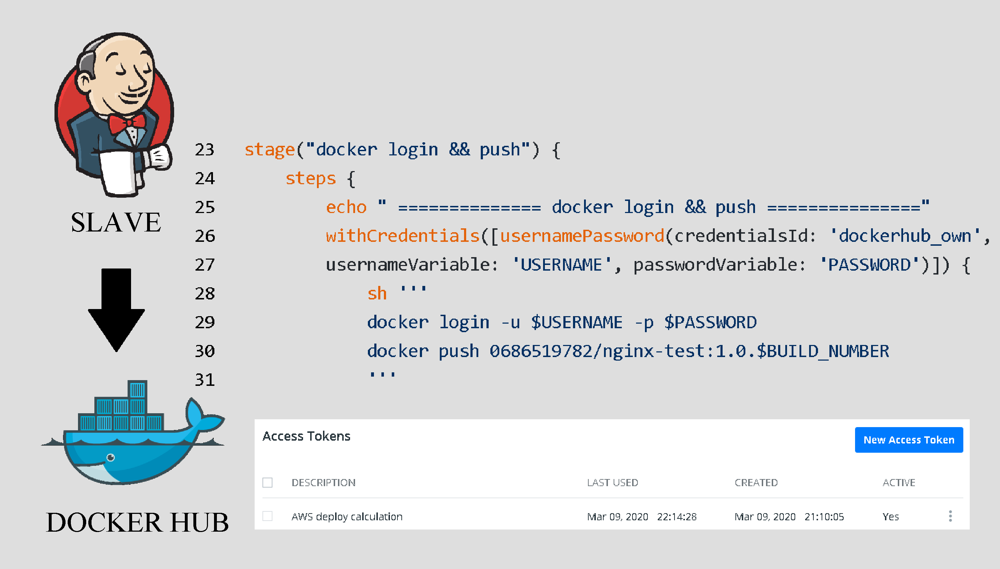 SLAVE
DOCKER HUB
23 stage("docker login && push") {
24 steps {
25 echo " ============== docker login && push ==============="
26 withCredentials([usernamePassword(credentialsId: 'dockerhub_own',
27 usernameVariable: 'USERNAME', passwordVariable: 'PASSWORD')]) {
28 sh '''
29 docker login -u $USERNAME -p $PASSWORD
30 docker push 0686519782/nginx-test:1.0.$BUILD_NUMBER
31 '''
Access Tokens
New Access Token
DESCRIPTION LAST USED CREATED ACTIVE
AWS deploy calculation Mar 09, 2020 22:14:28 Mar 09, 2020 21:10:05 Yes